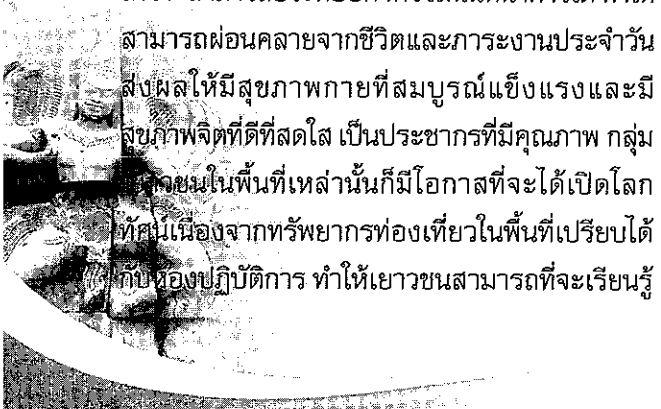 สามารถผ่อนคลายจากชีวิตและภาระงานประจำวัน
ส่งผลให้มีสุขภาพกายที่สมบูรณ์แข็งแรงและมี
สุขภาพจิตที่ดีที่สดใส เป็นประชากรที่มีคุณภาพ กลุ่ม
เยาวชนในพื้นที่เหล่านั้นก็มีโอกาสที่จะได้เปิดโลก
ทัศน์เนื่องจากทรัพยากรท่องเที่ยวในพื้นที่เปรียบได้
กับห้องปฏิบัติการ ทำให้เยาวชนสามารถที่จะเรียนรู้